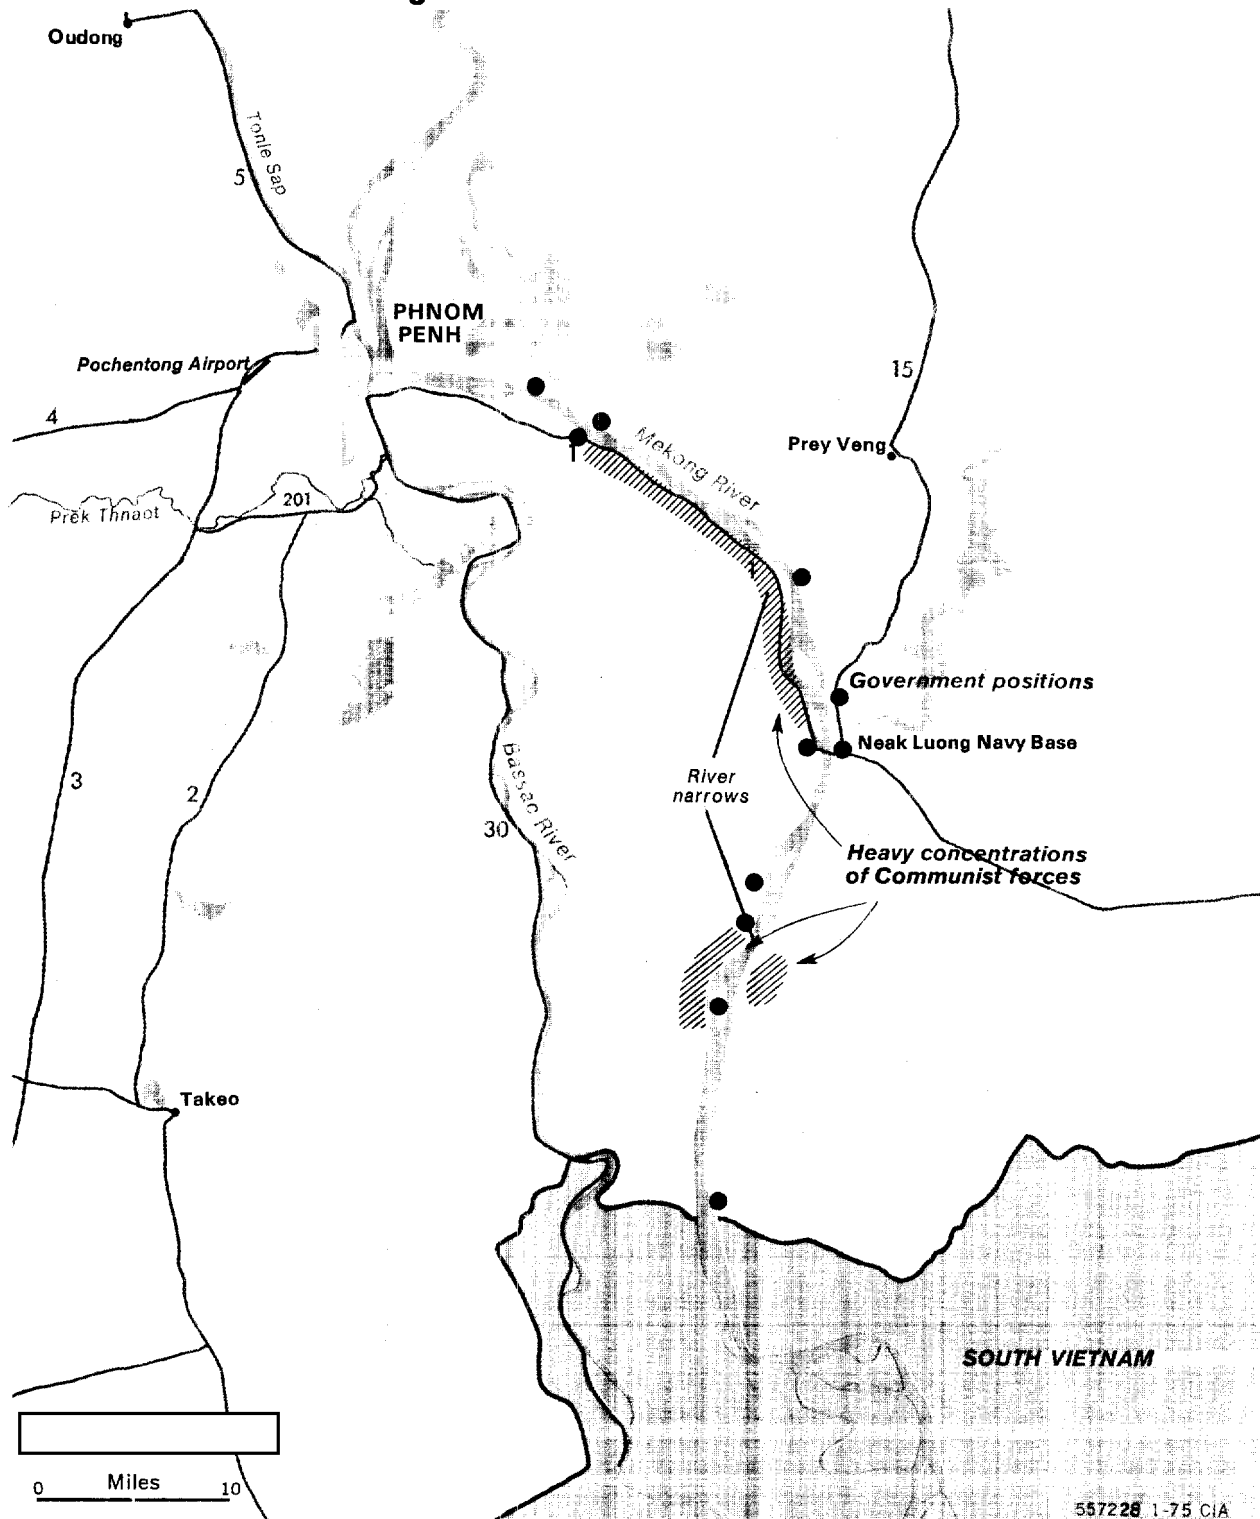 Oudong
Tonle Sap
5
PHNOM
PENH
Pochentong Airport
15
4
Mekong River
Prey Veng
1
201
Prek Thnaot
Government positions
Neak Luong Navy Base
3
2
River
narrows
Bassac River
30
Heavy concentrations
of Communist forces
Takeo
SOUTH VIETNAM
0 Miles 10
557228 1-75 CIA